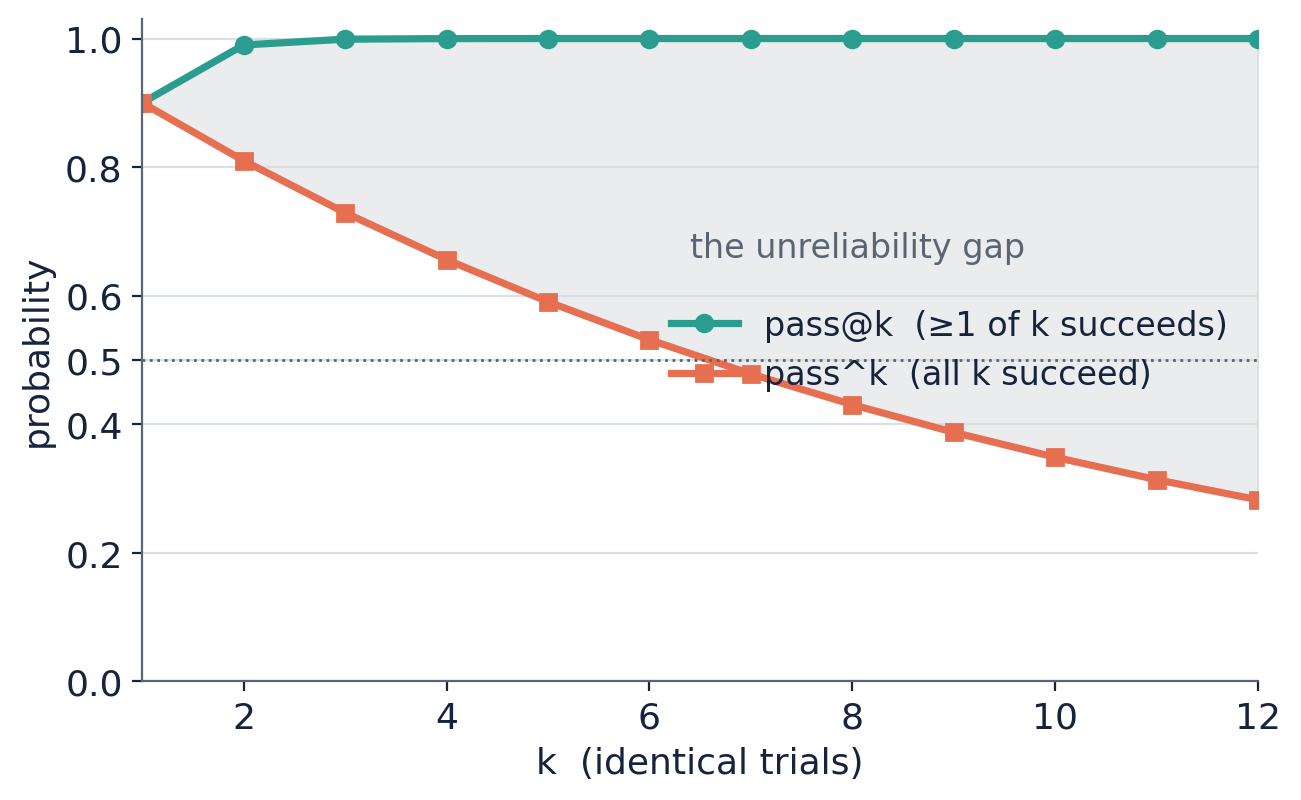 1.0
0.8
0.6
0.5
0.4
0.2
0.0
probability
the unreliability gap
pass@k (≥1 of k succeeds)
pass^k (all k succeed)
2 4 6 8 10 12
k (identical trials)